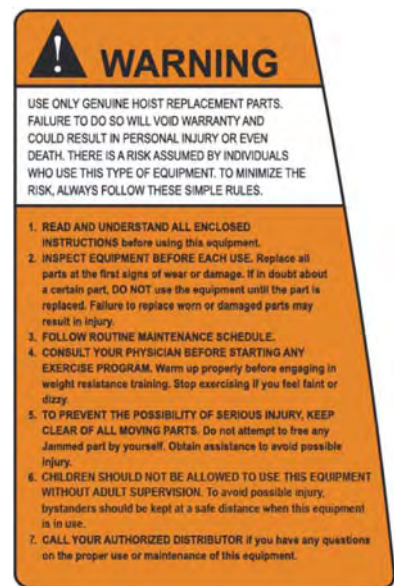 WARNING
USE ONLY GENUINE HOIST REPLACEMENT PARTS.
FAILURE TO DO SO WILL VOID WARRANTY AND
COULD RESULT IN PERSONAL INJURY OR EVEN
DEATH. THERE IS A RISK ASSUMED BY INDIVIDUALS
WHO USE THIS TYPE OF EQUIPMENT. TO MINIMIZE THE
RISK, ALWAYS FOLLOW THESE SIMPLE RULES.
1. READ AND UNDERSTAND ALL ENCLOSED
INSTRUCTIONS before using this equipment.
2. INSPECT EQUIPMENT BEFORE EACH USE. Replace all
parts at the first signs of wear or damage. If in doubt about
a certain part, DO NOT use the equipment until the part is
replaced. Failure to replace worn or damaged parts may
result in injury.
3. FOLLOW ROUTINE MAINTENANCE SCHEDULE.
4. CONSULT YOUR PHYSICIAN BEFORE STARTING ANY
EXERCISE PROGRAM. Warm up properly before engaging in
weight resistance training. Stop exercising if you feel faint or
dizzy.
5. TO PREVENT THE POSSIBILITY OF SERIOUS INJURY, KEEP
CLEAR OF ALL MOVING PARTS. Do not attempt to free any
Jammed part by yourself. Obtain assistance to avoid possible
injury.
6. CHILDREN SHOULD NOT BE ALLOWED TO USE THIS EQUIPMENT
WITHOUT ADULT SUPERVISION. To avoid possible injury,
bystanders should be kept at a safe distance when this equipment
is in use.
7. CALL YOUR AUTHORIZED DISTRIBUTOR if you have any questions
on the proper use or maintenance of this equipment.